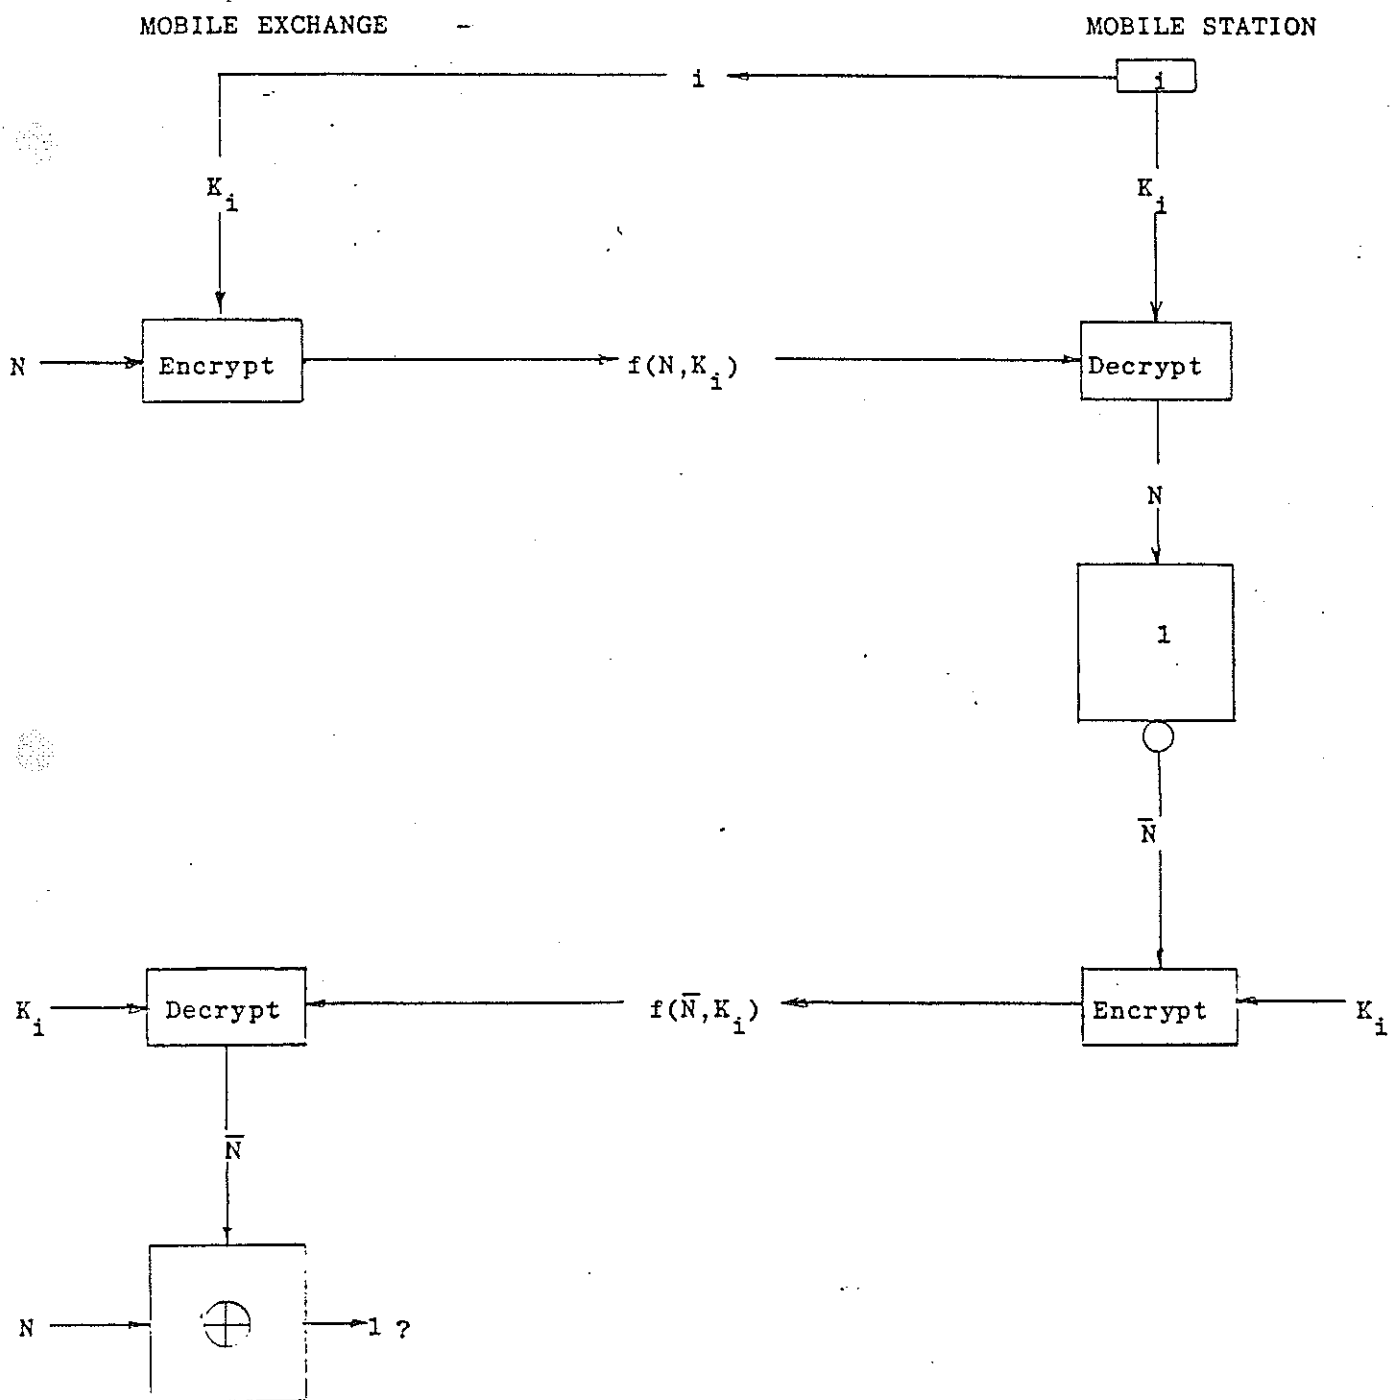 MOBILE EXCHANGE - MOBILE STATION
i i
K_i K_i
N Encrypt f(N,K_i) Decrypt
N
1
N̅
K_i Decrypt f(N̅,K_i) Encrypt K_i
N̅
N ⊕ 1 ?